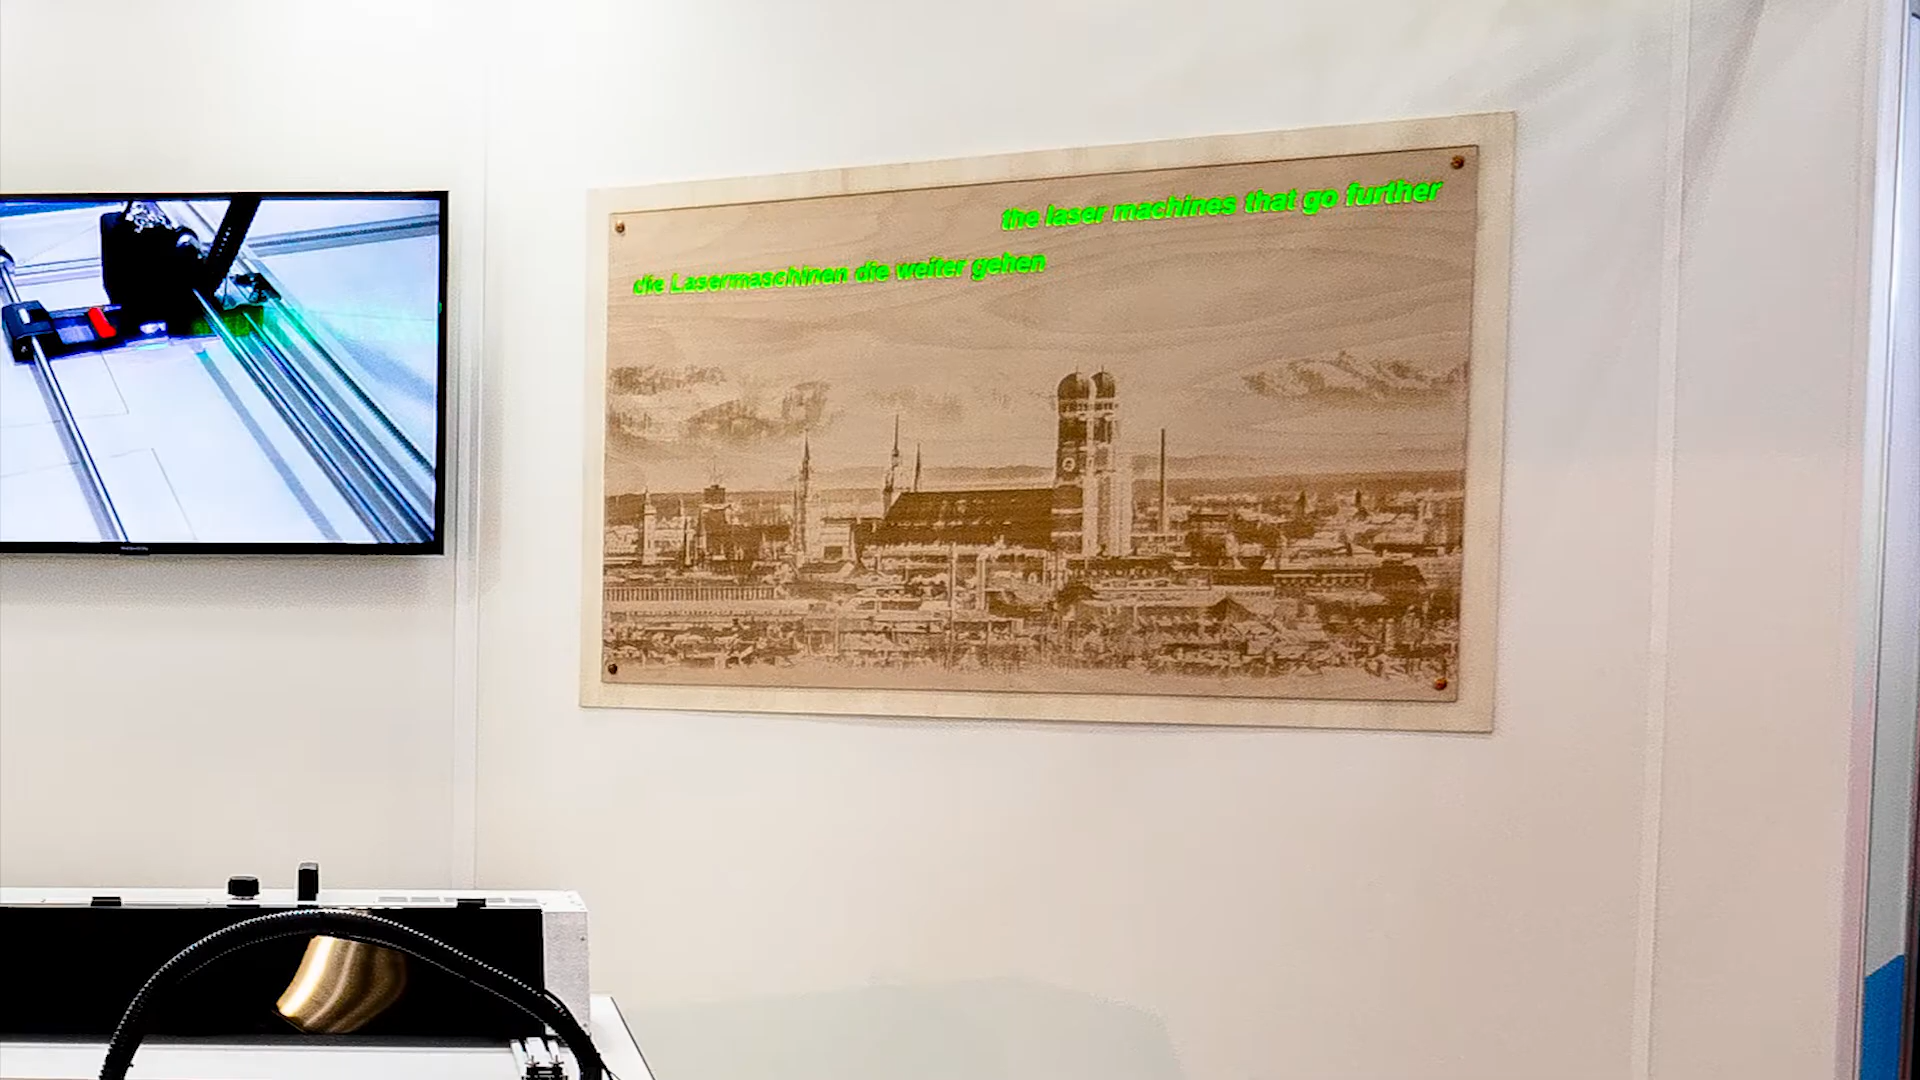 the laser machines that go further
die Lasermaschinen die weiter gehen